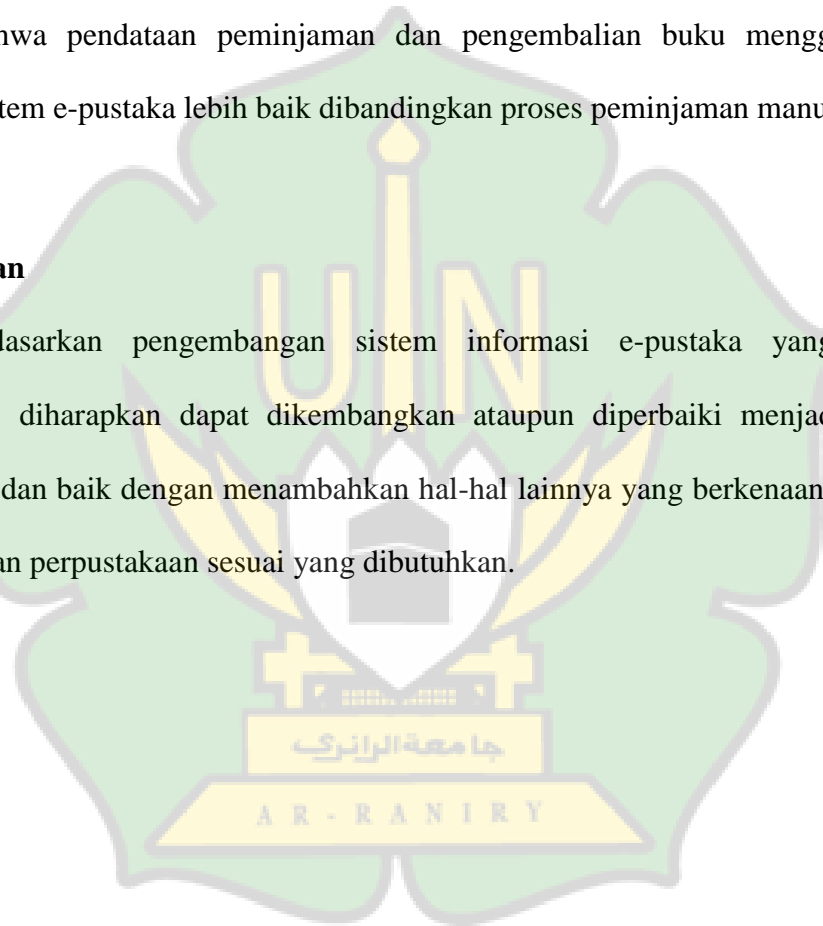 hwa pendataan peminjaman dan pengembalian buku mengg
tem e-pustaka lebih baik dibandingkan proses peminjaman manu
an
dasarkan pengembangan sistem informasi e-pustaka yang
diharapkan dapat dikembangkan ataupun diperbaiki menjad
dan baik dengan menambahkan hal-hal lainnya yang berkenaan
an perpustakaan sesuai yang dibutuhkan.
UIN
جامعة الرانري
AR-RANIRY